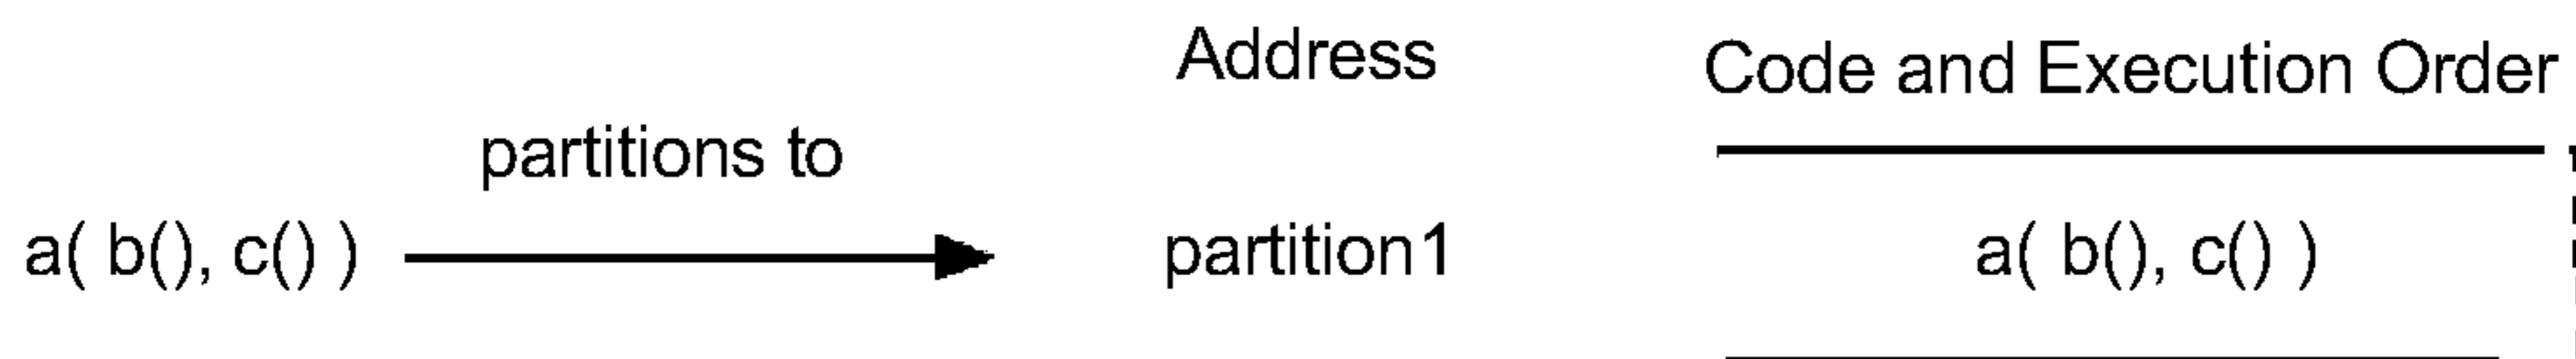 Address
Code and Execution Order
partitions to
a( b(), c() )
partition1
a( b(), c() )